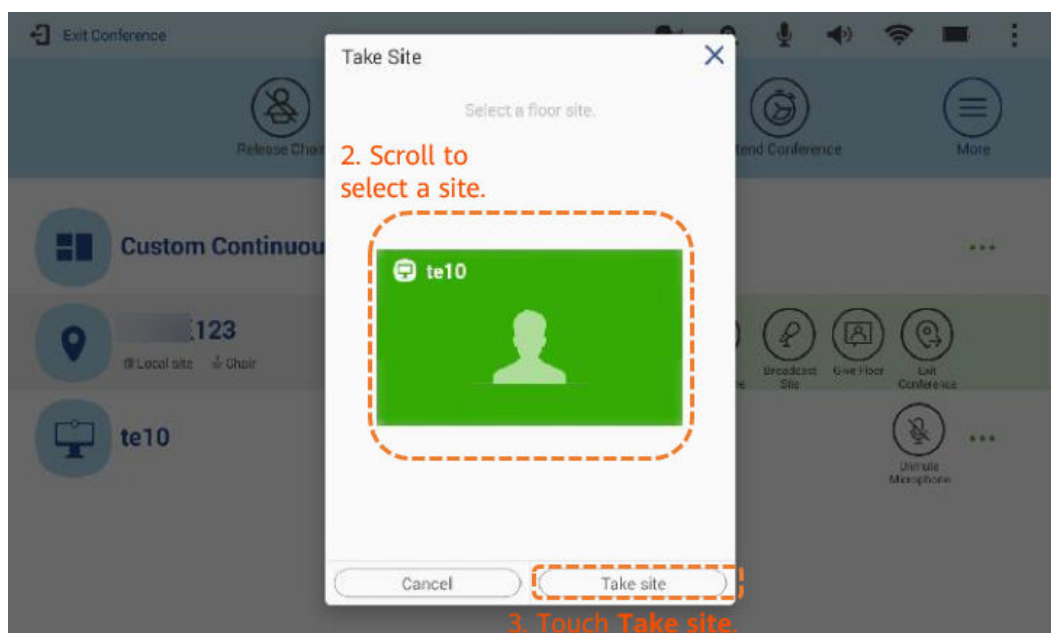 Exit Conference
Take Site
Select a floor site.
Release Chair
tend Conference
More
2. Scroll to
select a site.
Custom Continuou
te10
123
Local site Chair
Broadcast
Site
Give Floor
Exit
Conference
te10
Unmute
Microphone
Cancel
Take site
3. Touch Take site.